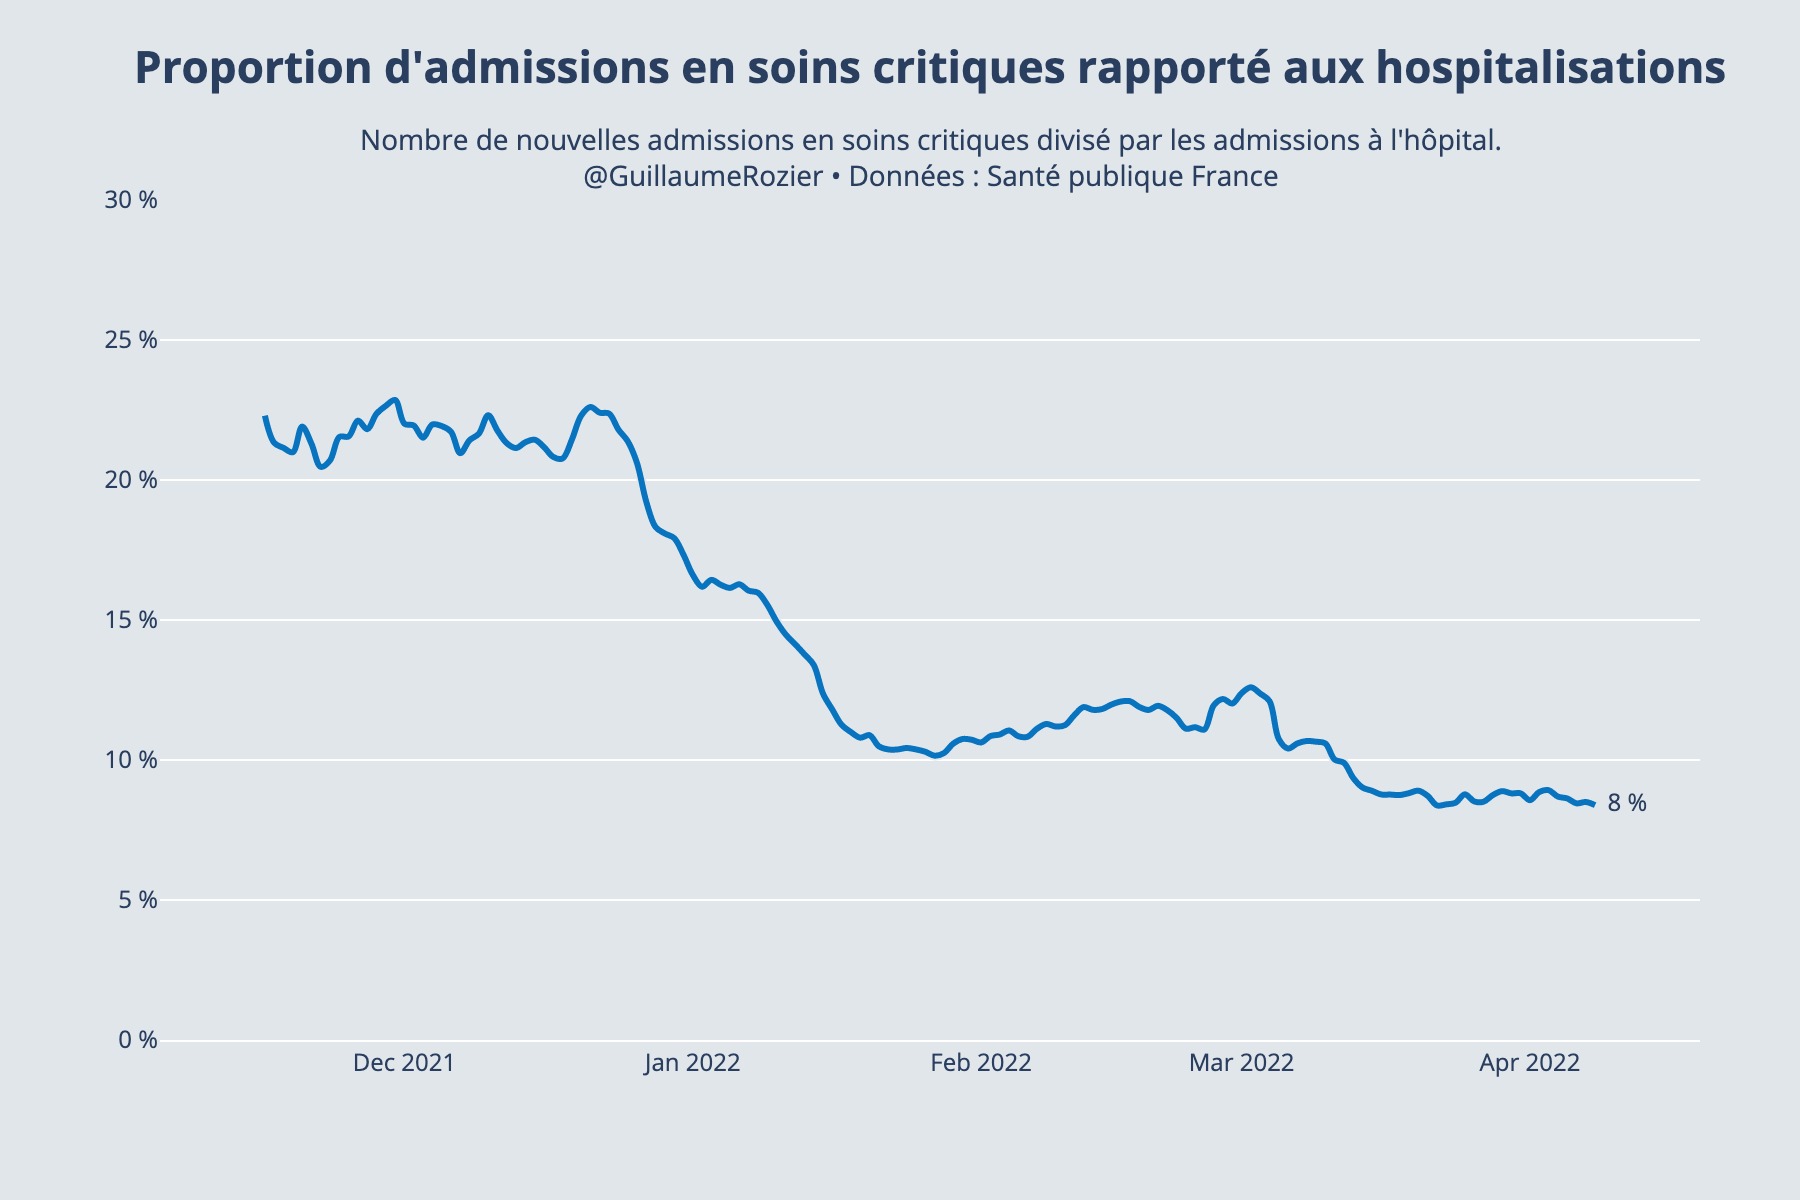 Proportion d'admissions en soins critiques rapporté aux hospitalisations
Nombre de nouvelles admissions en soins critiques divisé par les admissions à l'hôpital.
@GuillaumeRozier • Données : Santé publique France
30 %
25 %
20 %
15 %
10 %
8 %
5 %
0 %
Dec 2021 Jan 2022 Feb 2022 Mar 2022 Apr 2022